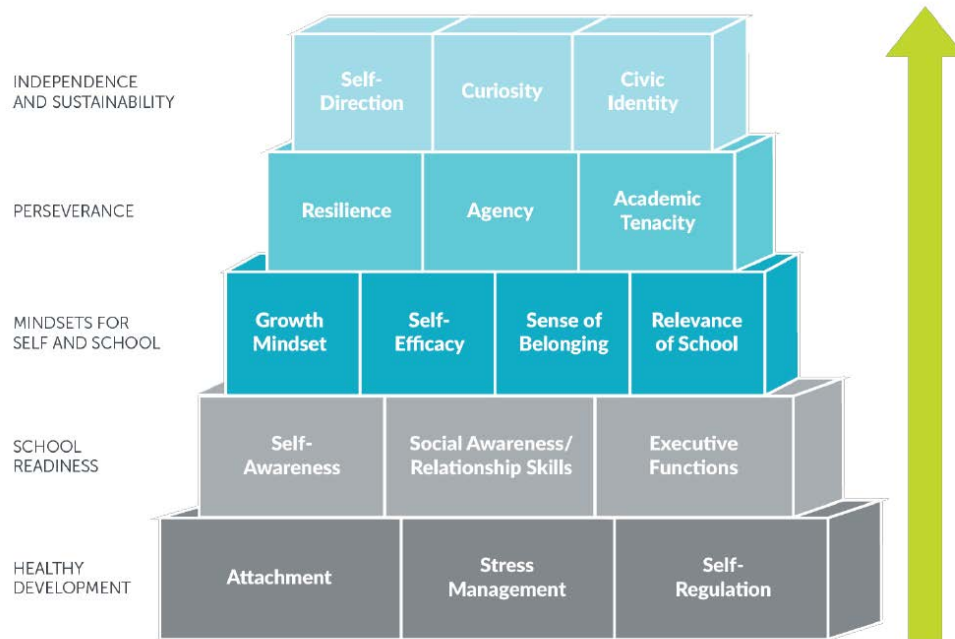 INDEPENDENCE
AND SUSTAINABILITY
Self-
Direction
Curiosity
Civic
Identity
PERSEVERANCE
Resilience
Agency
Academic
Tenacity
MINDSETS FOR
SELF AND SCHOOL
Growth
Mindset
Self-
Efficacy
Sense of
Belonging
Relevance
of School
SCHOOL
READINESS
Self-
Awareness
Social Awareness/
Relationship Skills
Executive
Functions
HEALTHY
DEVELOPMENT
Attachment
Stress
Management
Self-
Regulation